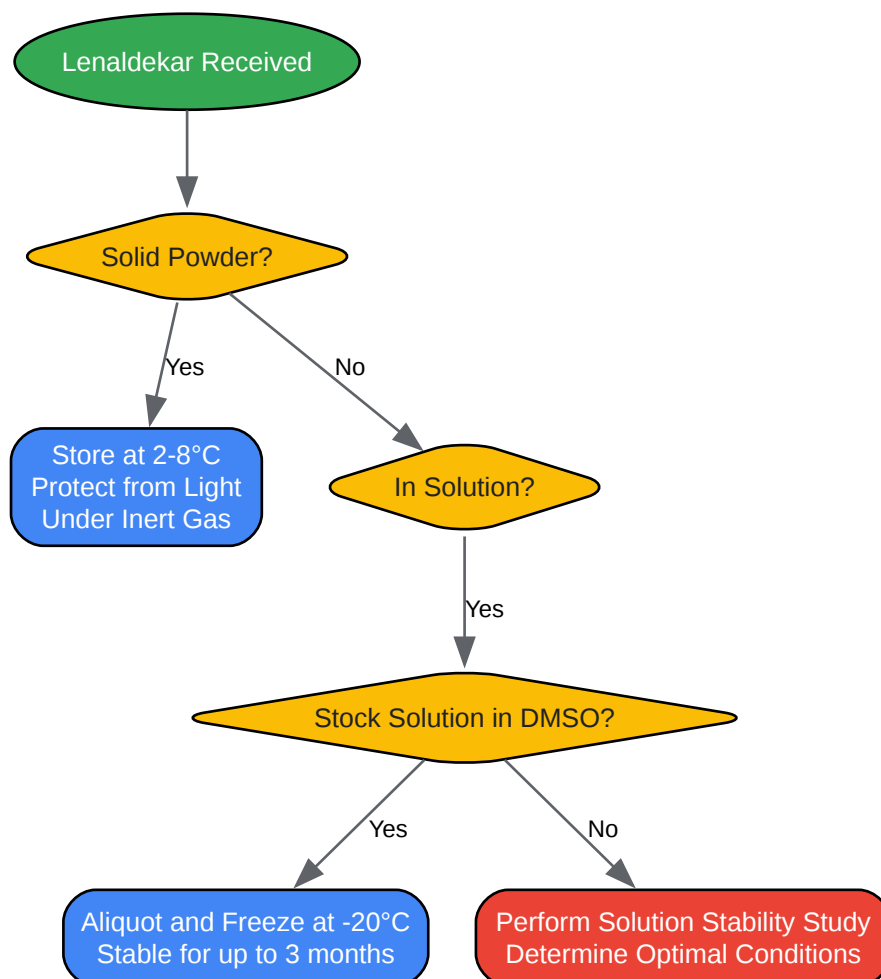 Lenaldekar Received
Solid Powder?
Yes
No
Store at 2-8°C
Protect from Light
Under Inert Gas
In Solution?
Yes
Stock Solution in DMSO?
Yes
No
Aliquot and Freeze at -20°C
Stable for up to 3 months
Perform Solution Stability Study
Determine Optimal Conditions